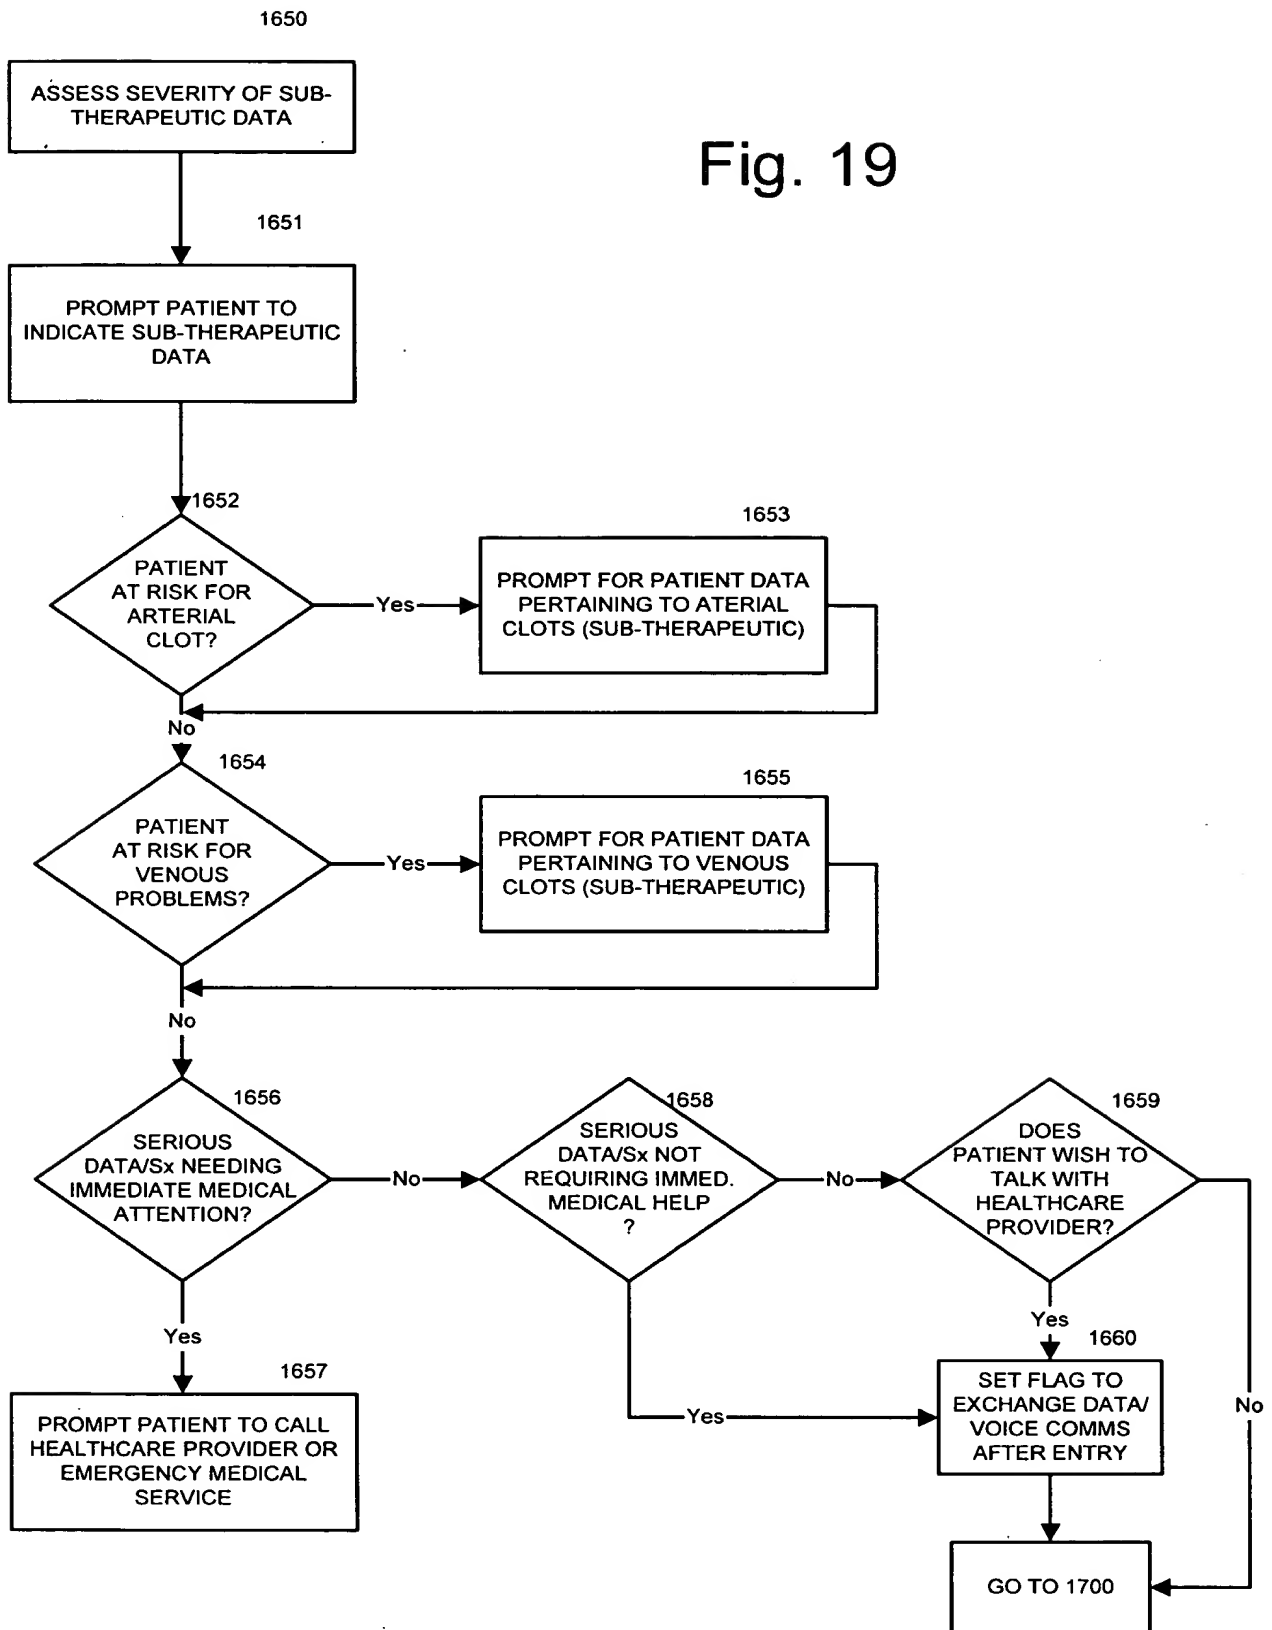 1650
ASSESS SEVERITY OF SUB-
THERAPEUTIC DATA
Fig. 19
1651
PROMPT PATIENT TO
INDICATE SUB-THERAPEUTIC
DATA
1652
PATIENT
AT RISK FOR
ARTERIAL
CLOT?
Yes
1653
PROMPT FOR PATIENT DATA
PERTAINING TO ATERIAL
CLOTS (SUB-THERAPEUTIC)
No
1654
PATIENT
AT RISK FOR
VENOUS
PROBLEMS?
Yes
1655
PROMPT FOR PATIENT DATA
PERTAINING TO VENOUS
CLOTS (SUB-THERAPEUTIC)
No
1656
SERIOUS
DATA/Sx NEEDING
IMMEDIATE MEDICAL
ATTENTION?
No
1658
SERIOUS
DATA/Sx NOT
REQUIRING IMMED.
MEDICAL HELP
?
No
1659
DOES
PATIENT WISH TO
TALK WITH
HEALTHCARE
PROVIDER?
Yes
1657
PROMPT PATIENT TO CALL
HEALTHCARE PROVIDER OR
EMERGENCY MEDICAL
SERVICE
Yes
Yes
1660
SET FLAG TO
EXCHANGE DATA/
VOICE COMMS
AFTER ENTRY
No
GO TO 1700